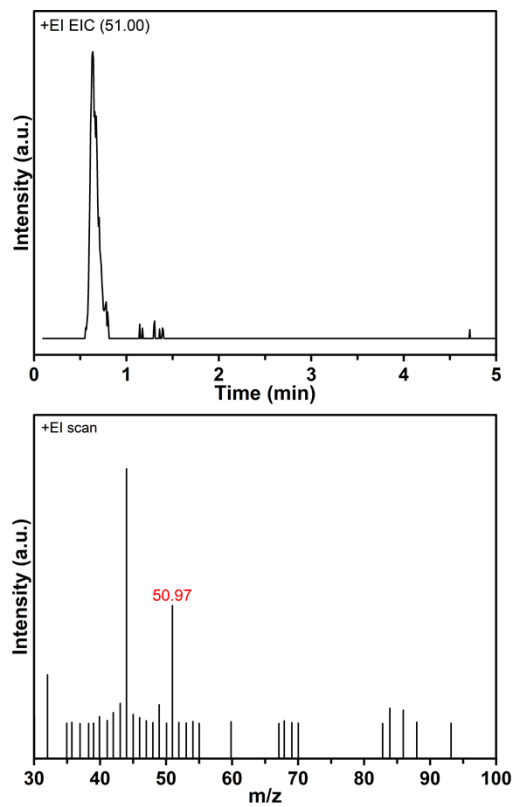 +EI EIC (51.00)
Intensity (a.u.)
0 1 2 3 4 5
Time (min)
+EI scan
50.97
Intensity (a.u.)
30 40 50 60 70 80 90 100
m/z